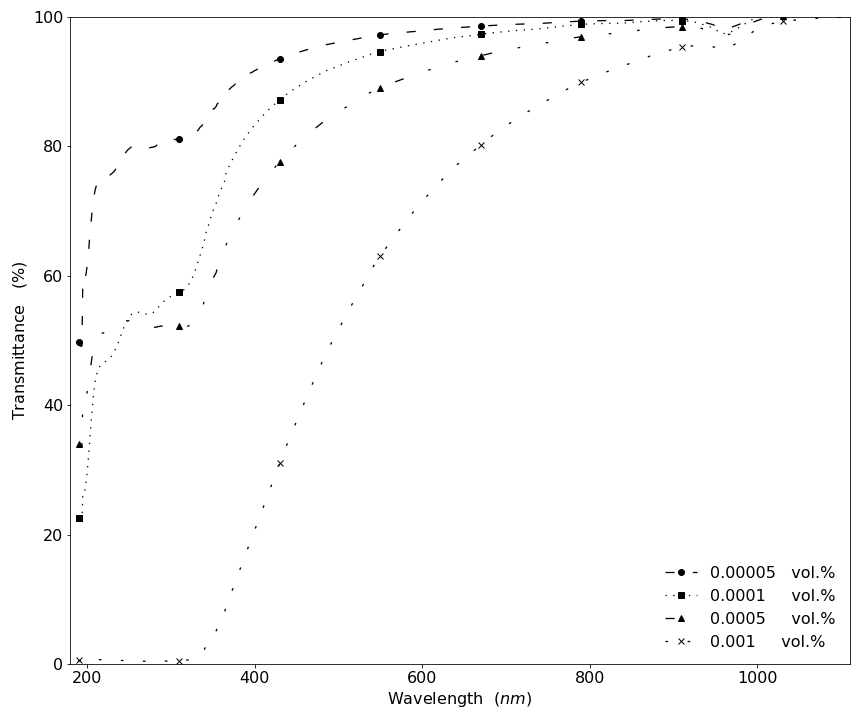 100
80
60
40
20
0
Transmittance (%)
200 400 600 800 1000
Wavelength (nm)
0.00005 vol.%
0.0001 vol.%
0.0005 vol.%
0.001 vol.%